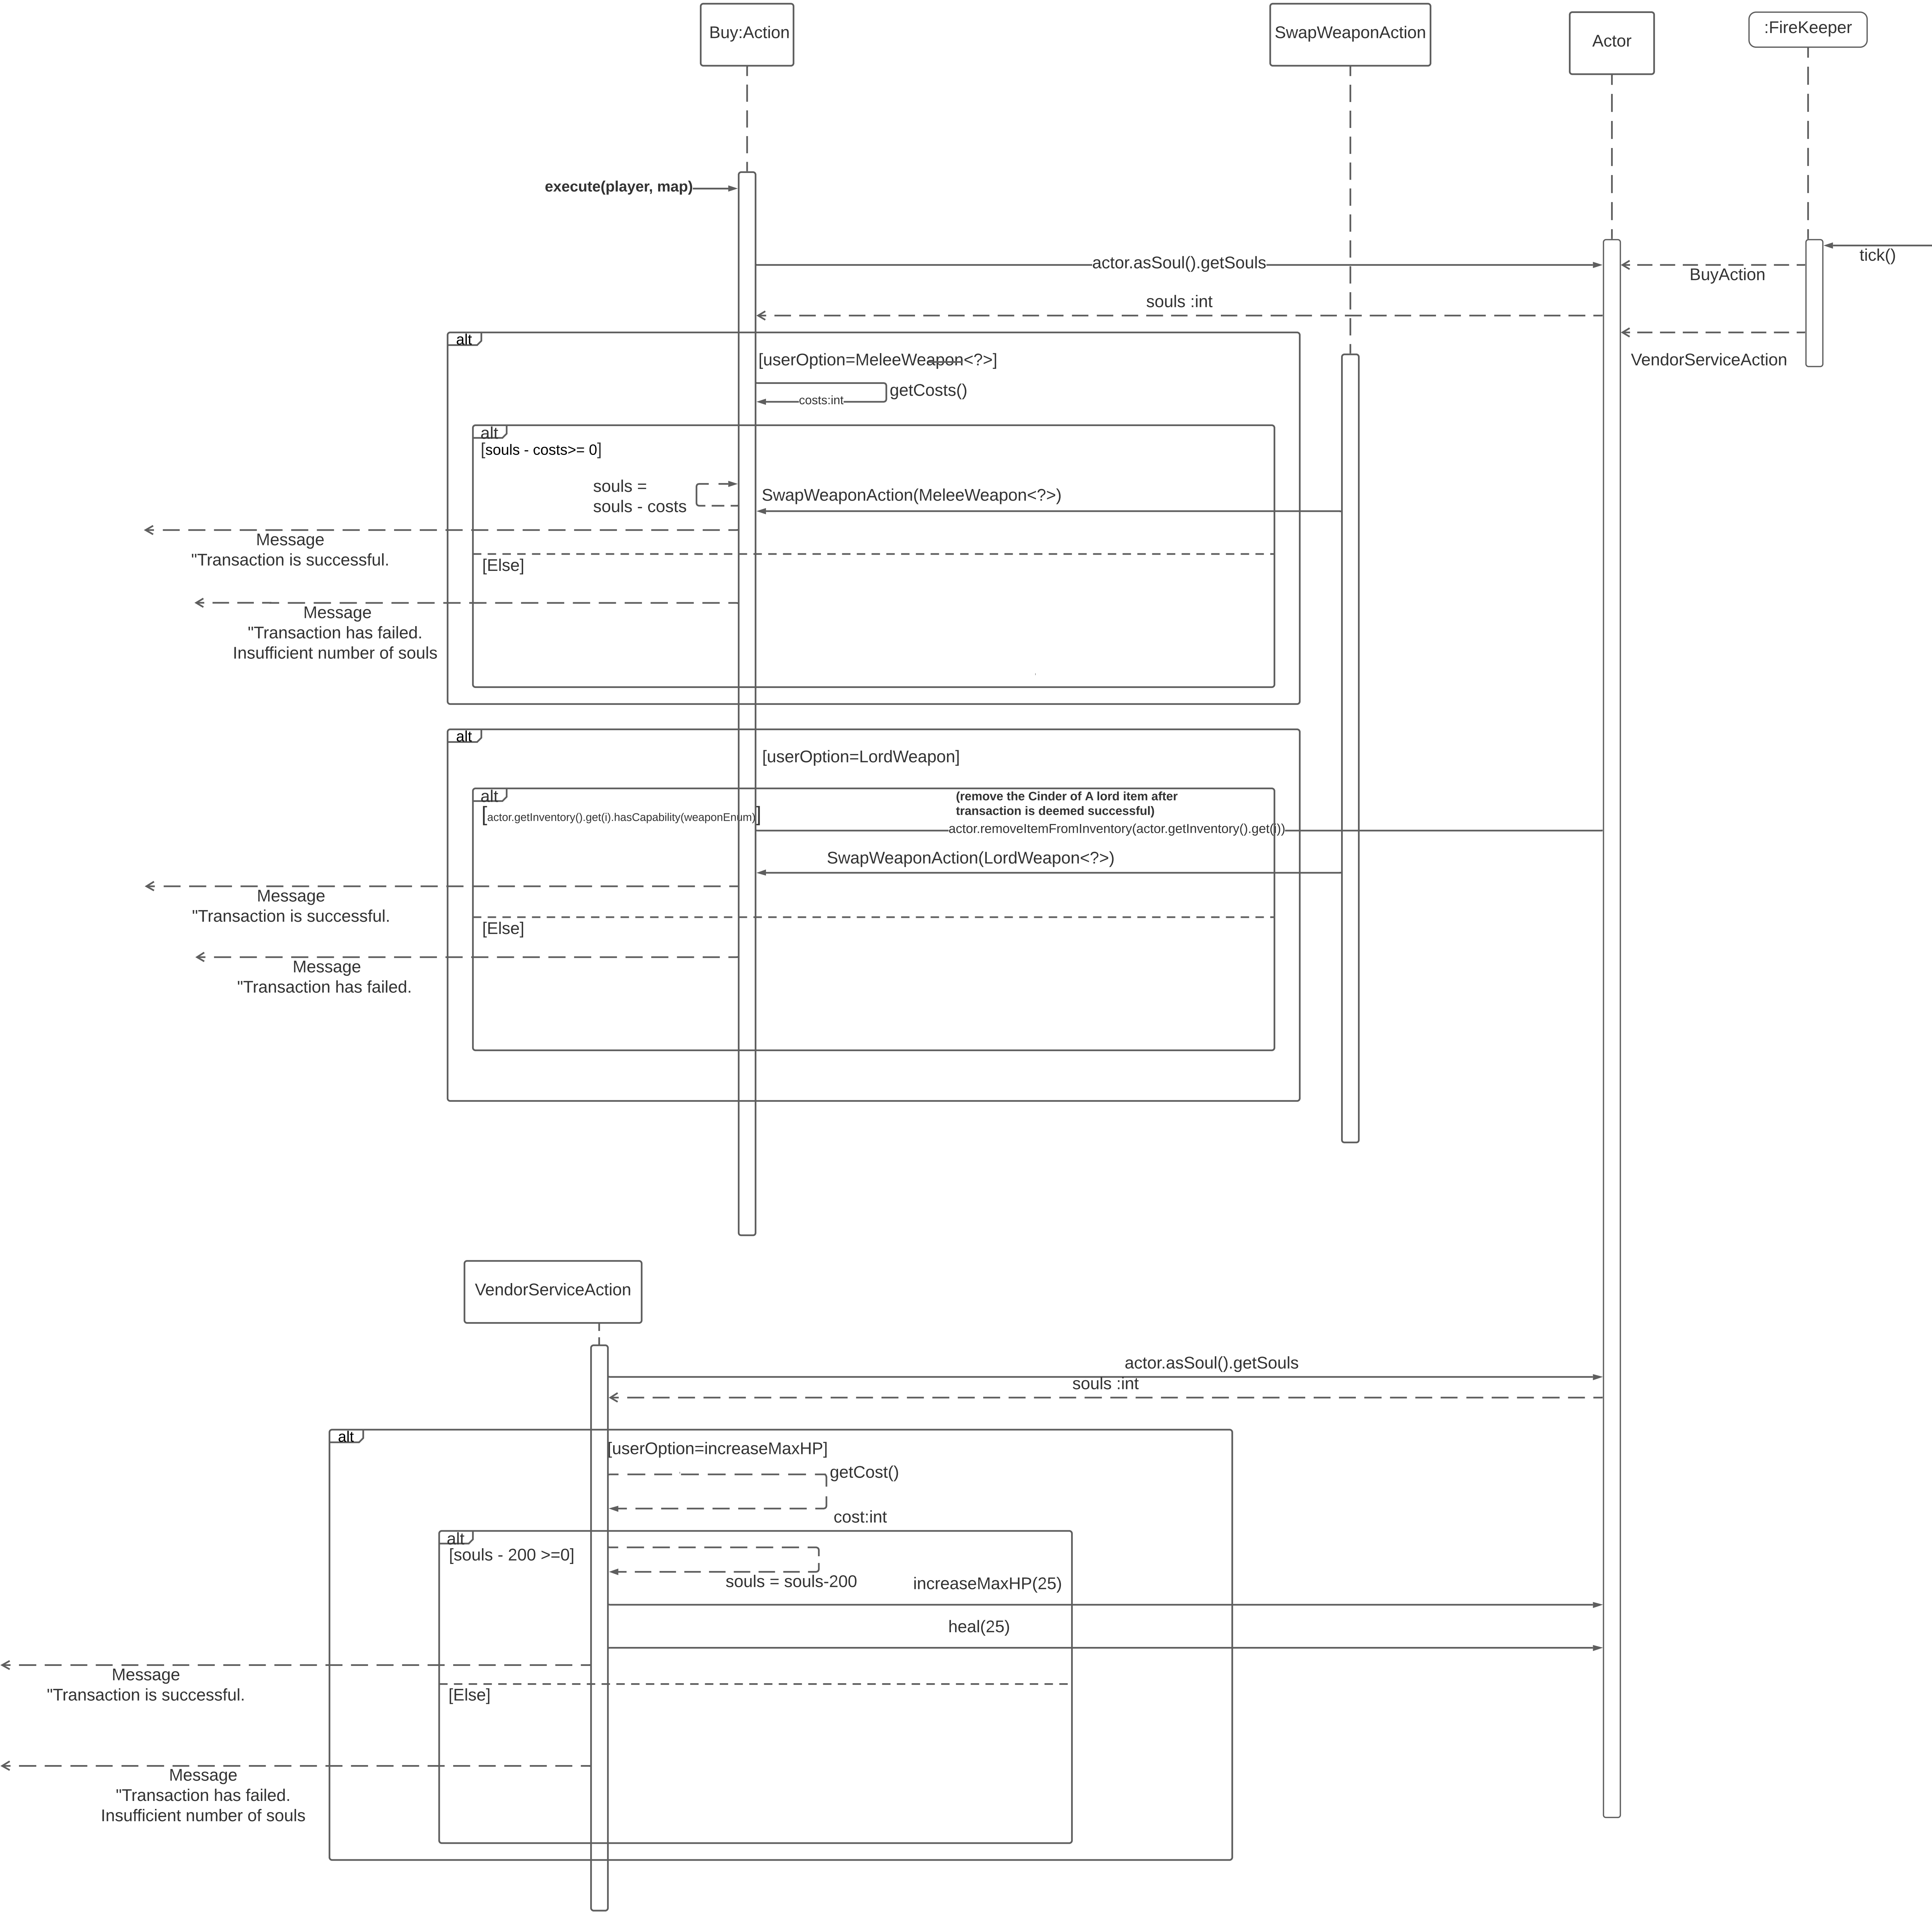 Buy:Action
SwapWeaponAction
Actor
:FireKeeper
execute(player, map)
tick()
actor.asSoul().getSouls
BuyAction
souls :int
alt
[userOption=MeleeWeapon<?>]
VendorServiceAction
getCosts()
costs:int
alt
[souls - costs>= 0]
souls =
souls - costs
SwapWeaponAction(MeleeWeapon<?>)
Message
"Transaction is successful.
[Else]
Message
"Transaction has failed.
Insufficient number of souls
alt
[userOption=LordWeapon]
alt
(remove the Cinder of A lord item after
transaction is deemed successful)
[actor.getInventory().get(i).hasCapability(weaponEnum)]
actor.removeItemFromInventory(actor.getInventory().get(i))
SwapWeaponAction(LordWeapon<?>)
Message
"Transaction is successful.
[Else]
Message
"Transaction has failed.
VendorServiceAction
actor.asSoul().getSouls
souls :int
alt
[userOption=increaseMaxHP]
getCost()
cost:int
alt
[souls - 200 >=0]
souls = souls-200
increaseMaxHP(25)
heal(25)
Message
"Transaction is successful.
[Else]
Message
"Transaction has failed.
Insufficient number of souls